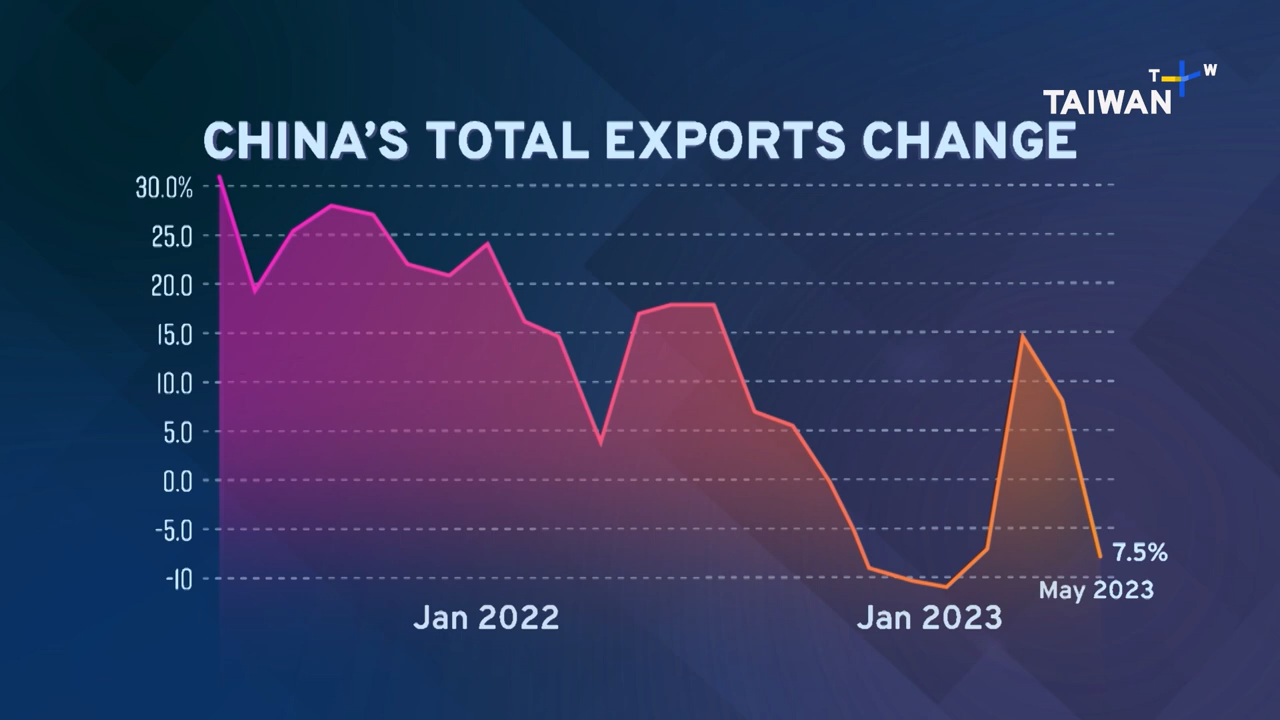 T W
TAIWAN
CHINA’S TOTAL EXPORTS CHANGE
30.0%
25.0
20.0
15.0
10.0
5.0
0.0
-5.0
-10
7.5%
May 2023
Jan 2022
Jan 2023